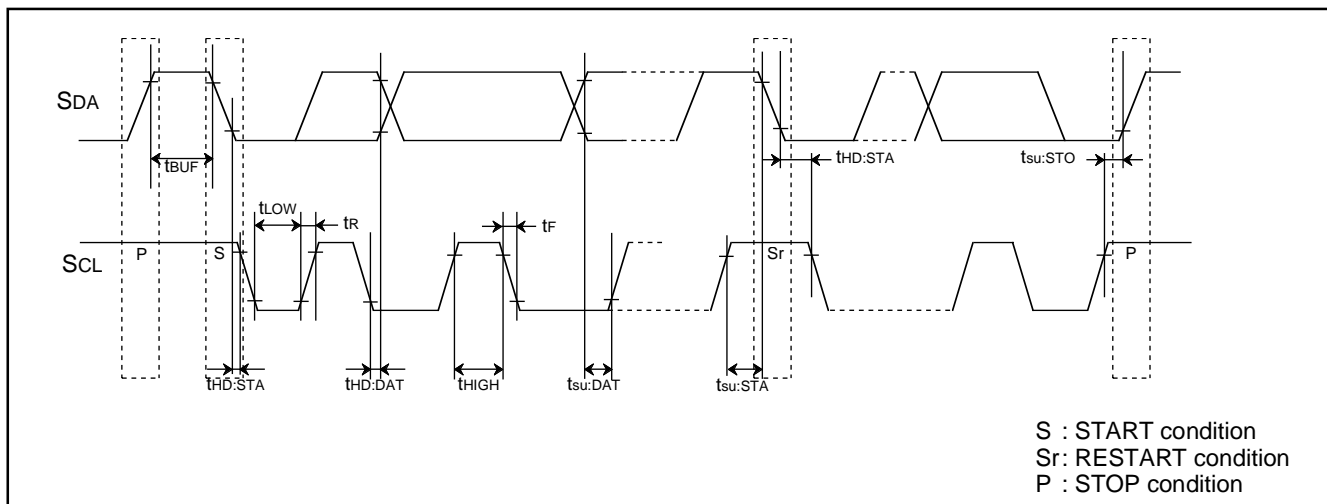 SDA
tBUF
tHD:STA
tsu:STO
tLOW
tR
tF
SCL
P
S
Sr
P
tHD:STA
tHD:DAT
tHIGH
tsu:DAT
tsu:STA
S : START condition
Sr: RESTART condition
P : STOP condition